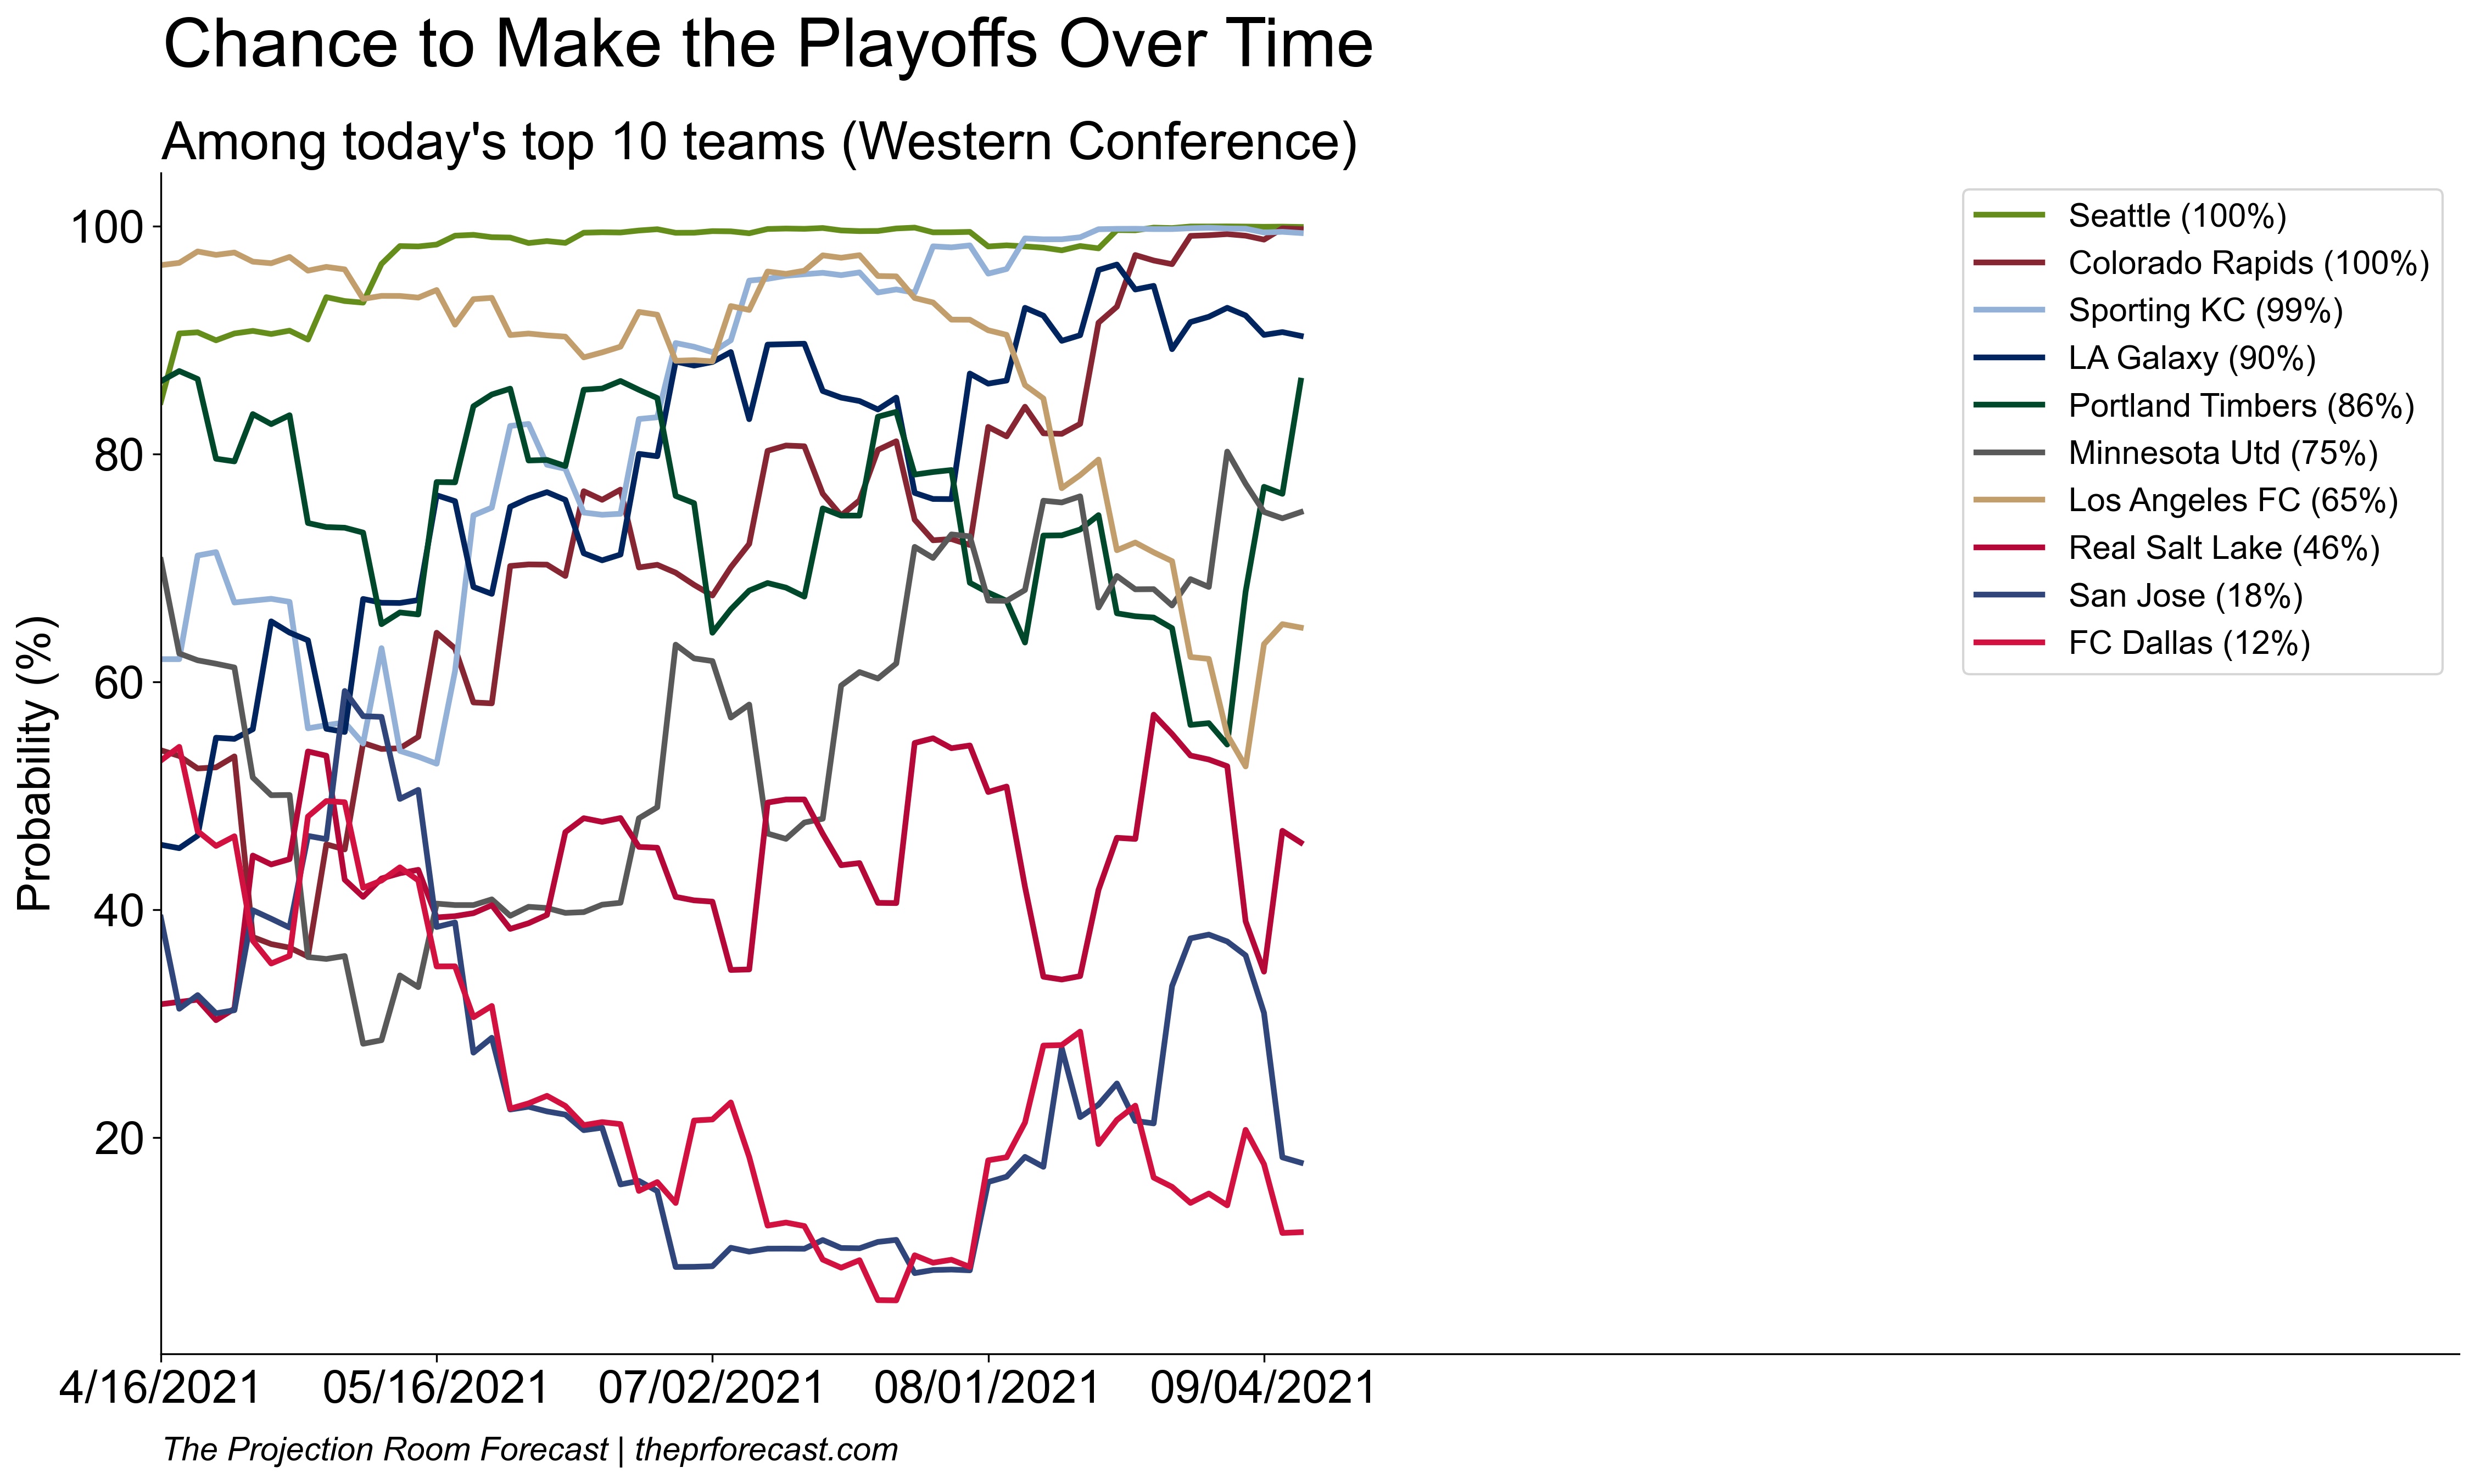 Chance to Make the Playoffs Over Time
Among today's top 10 teams (Western Conference)
Probability (%)
100
80
60
40
20
4/16/2021 05/16/2021 07/02/2021 08/01/2021 09/04/2021
Seattle (100%)
Colorado Rapids (100%)
Sporting KC (99%)
LA Galaxy (90%)
Portland Timbers (86%)
Minnesota Utd (75%)
Los Angeles FC (65%)
Real Salt Lake (46%)
San Jose (18%)
FC Dallas (12%)
The Projection Room Forecast | theprforecast.com